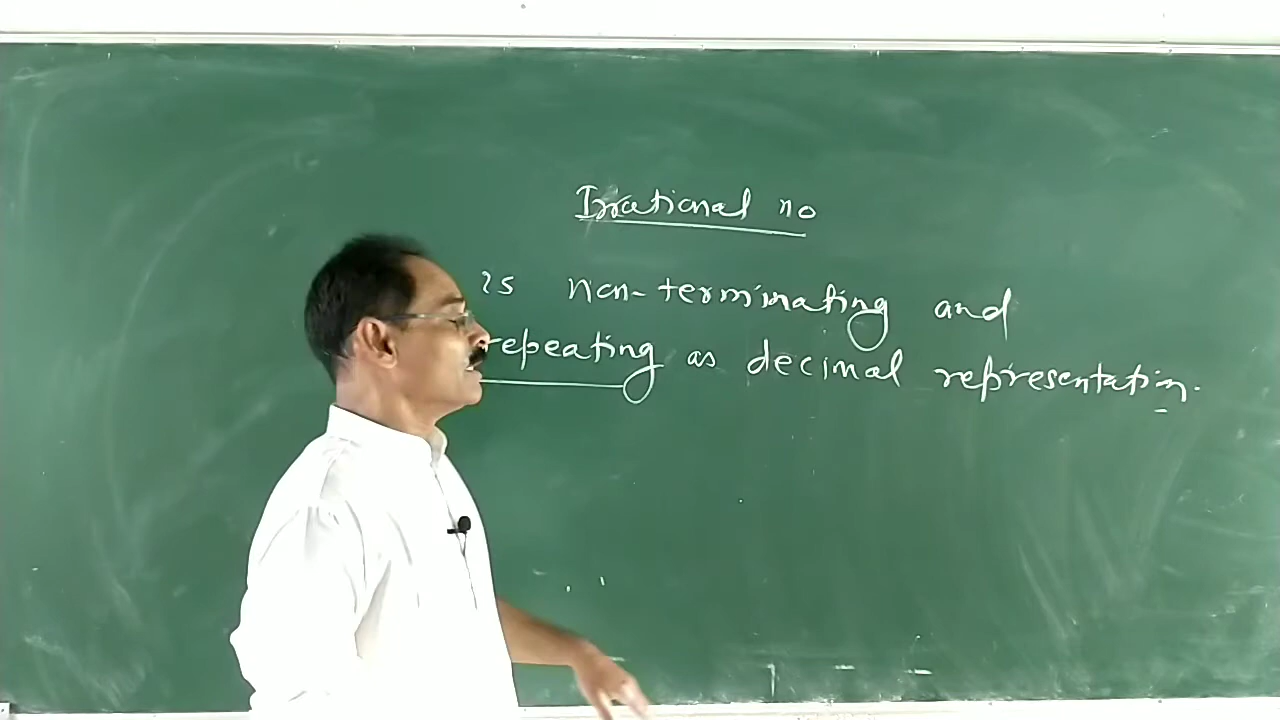 Irrational no
is non-terminating and
repeating as decimal representation.